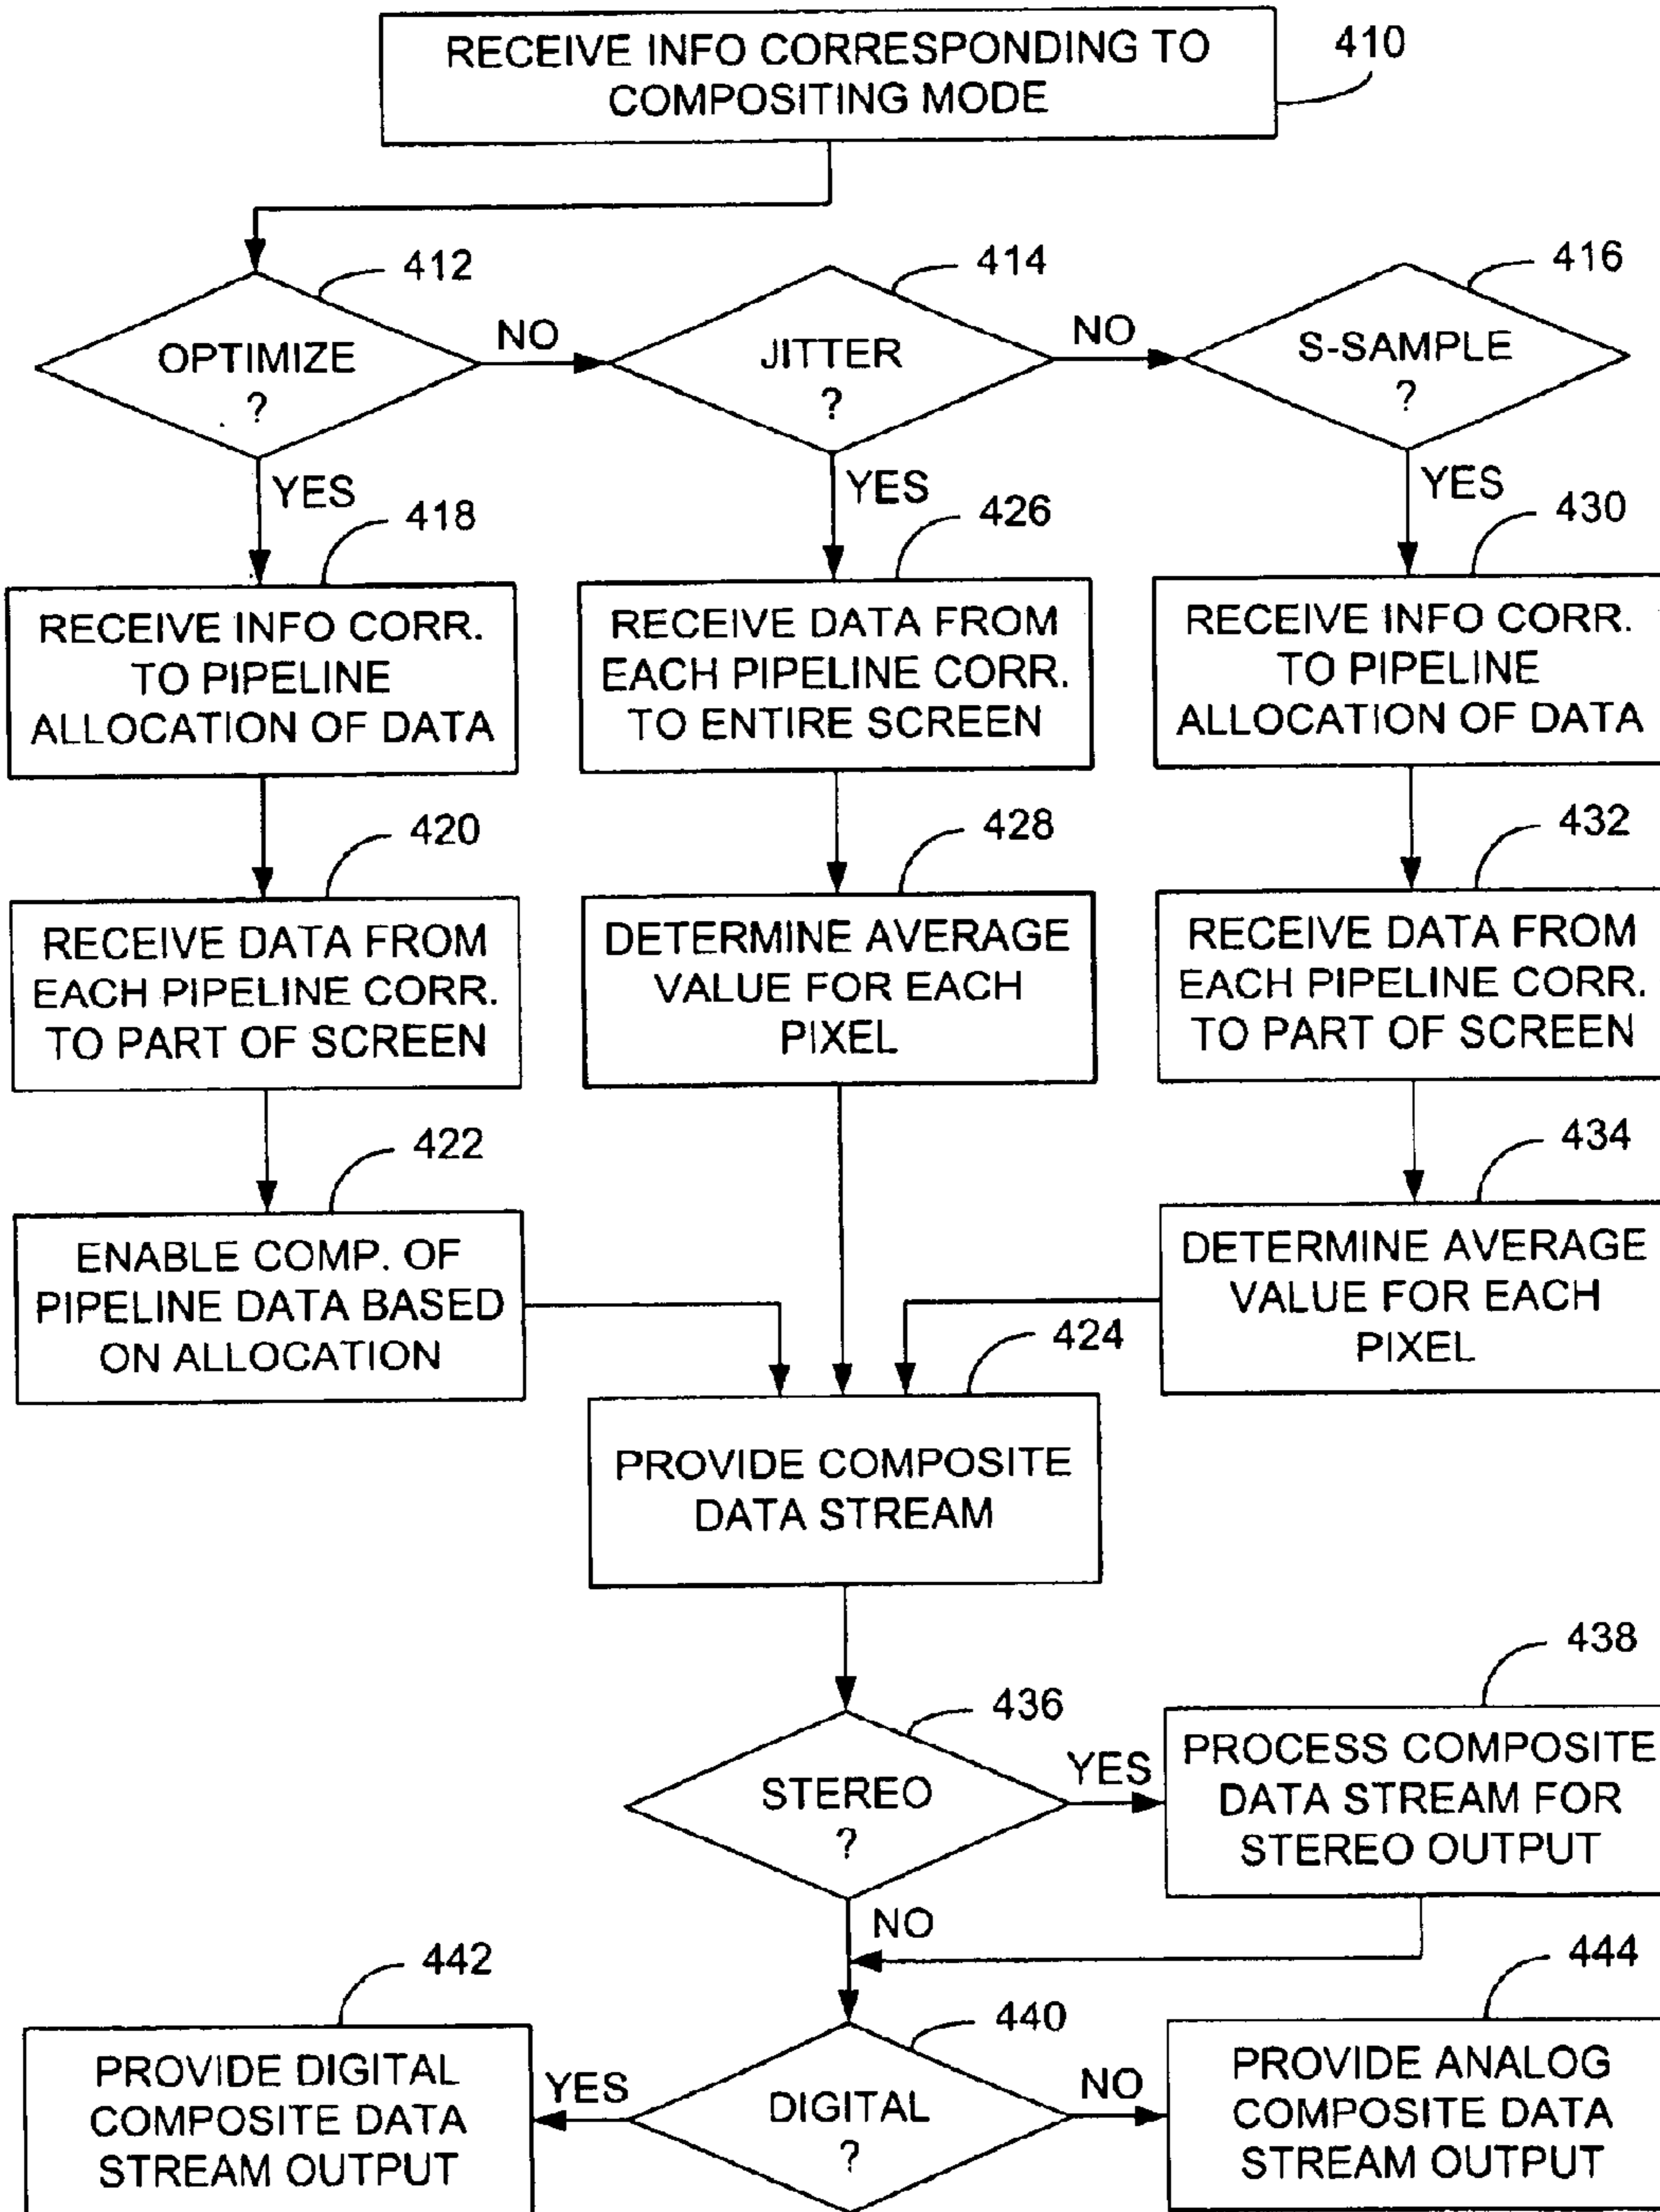 RECEIVE INFO CORRESPONDING TO
COMPOSITING MODE
410
412
OPTIMIZE
?
NO
414
JITTER
?
NO
416
S-SAMPLE
?
YES
YES
YES
418
RECEIVE INFO CORR.
TO PIPELINE
ALLOCATION OF DATA
426
RECEIVE DATA FROM
EACH PIPELINE CORR.
TO ENTIRE SCREEN
430
RECEIVE INFO CORR.
TO PIPELINE
ALLOCATION OF DATA
420
RECEIVE DATA FROM
EACH PIPELINE CORR.
TO PART OF SCREEN
428
DETERMINE AVERAGE
VALUE FOR EACH
PIXEL
432
RECEIVE DATA FROM
EACH PIPELINE CORR.
TO PART OF SCREEN
422
ENABLE COMP. OF
PIPELINE DATA BASED
ON ALLOCATION
434
DETERMINE AVERAGE
VALUE FOR EACH
PIXEL
424
PROVIDE COMPOSITE
DATA STREAM
436
STEREO
?
YES
438
PROCESS COMPOSITE
DATA STREAM FOR
STEREO OUTPUT
NO
440
DIGITAL
?
YES
442
PROVIDE DIGITAL
COMPOSITE DATA
STREAM OUTPUT
NO
444
PROVIDE ANALOG
COMPOSITE DATA
STREAM OUTPUT